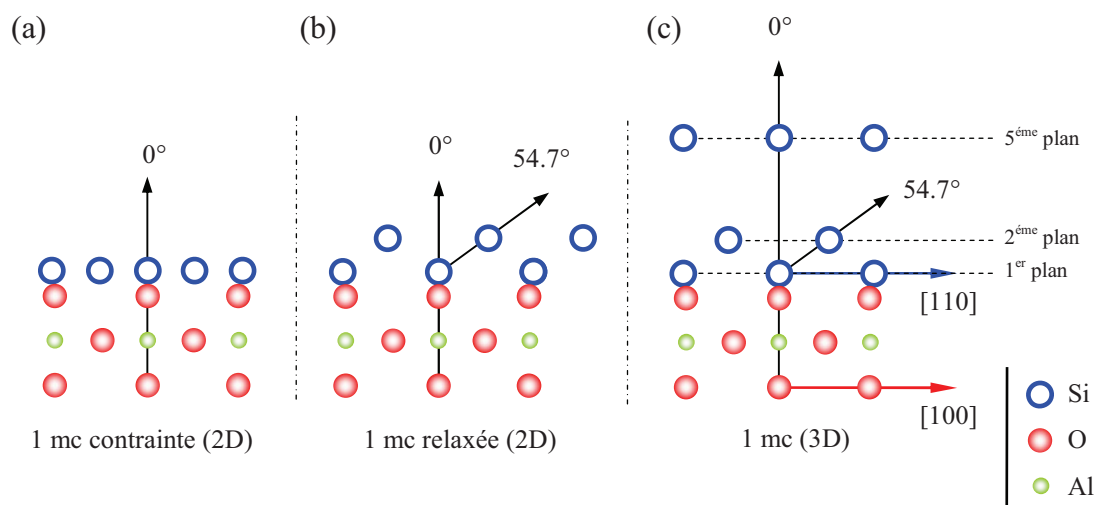 (a)
0°
1 mc contrainte (2D)
(b)
0°
54.7°
1 mc relaxée (2D)
(c)
0°
5éme plan
54.7°
2éme plan
1er plan
[110]
[100]
1 mc (3D)
Si
O
Al